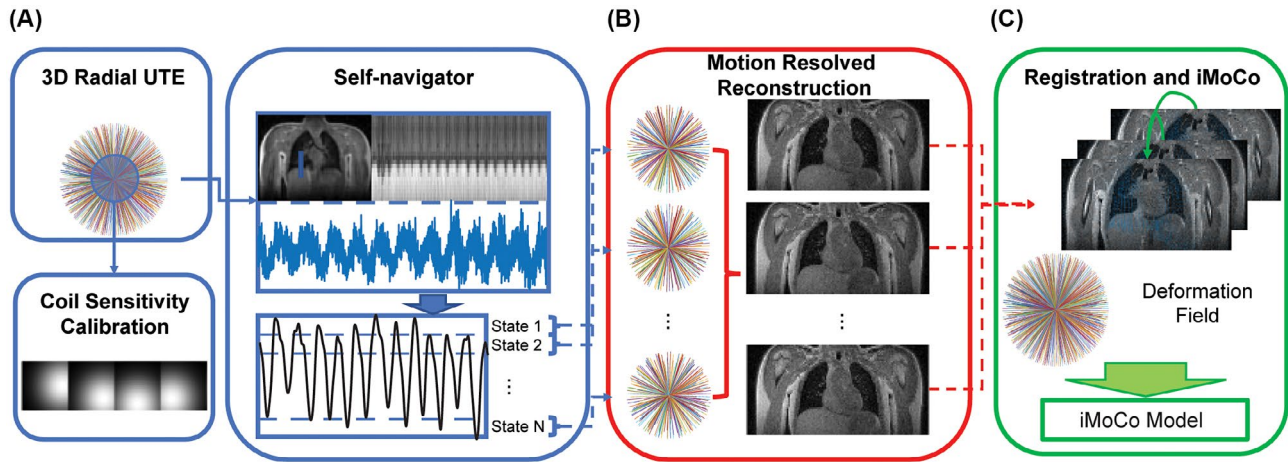 (A)
3D Radial UTE
Coil Sensitivity
Calibration
Self-navigator
State 1
State 2
⋮
State N
(B)
Motion Resolved
Reconstruction
⋮
⋮
(C)
Registration and iMoCo
Deformation
Field
iMoCo Model